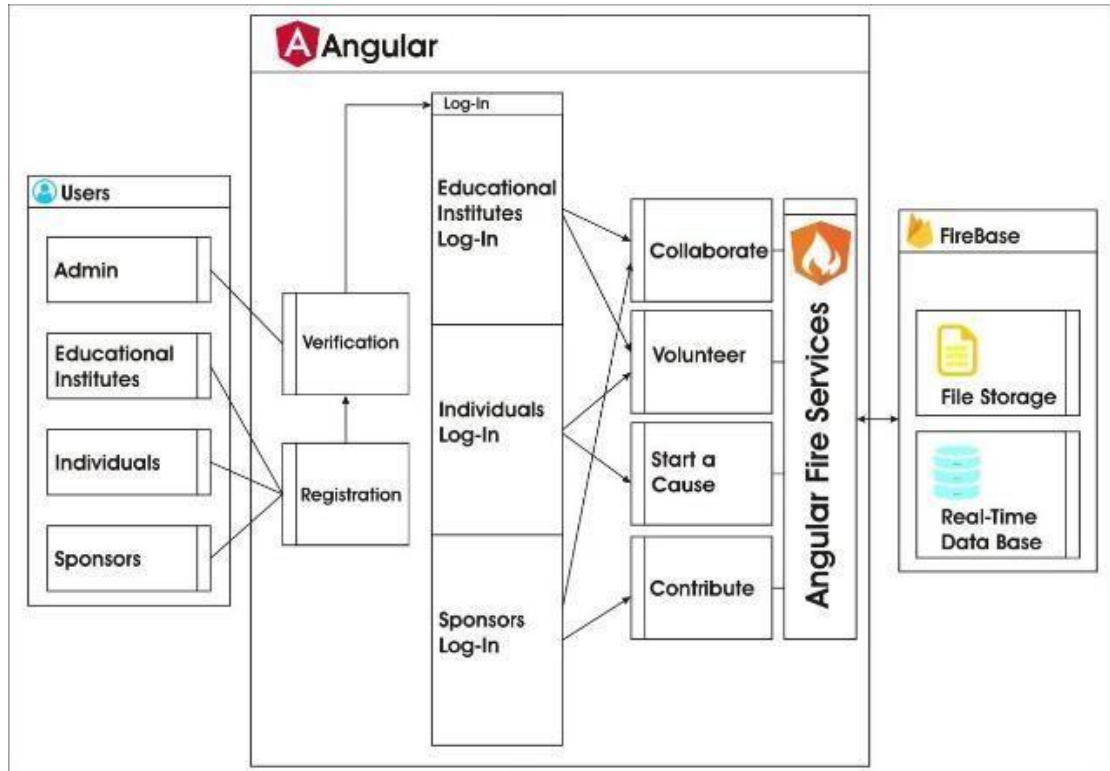 Angular
Users
Admin
Educational
Institutes
Individuals
Sponsors
Verification
Registration
Log-In
Educational
Institutes
Log-In
Individuals
Log-In
Sponsors
Log-In
Collaborate
Volunteer
Start a
Cause
Contribute
Angular Fire Services
FireBase
File Storage
Real-Time
Data Base